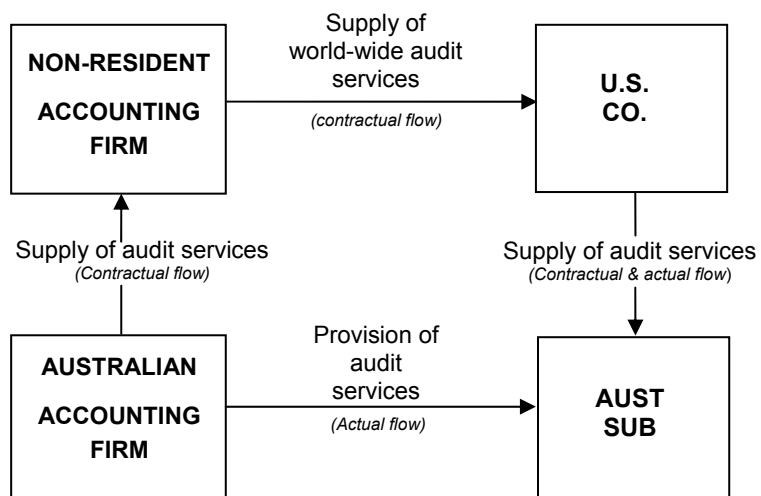 NON-RESIDENT
ACCOUNTING
FIRM
Supply of
world-wide audit
services
(contractual flow)
U.S.
CO.
Supply of audit services
(Contractual flow)
Supply of audit services
(Contractual & actual flow)
AUSTRALIAN
ACCOUNTING
FIRM
Provision of
audit
services
(Actual flow)
AUST
SUB